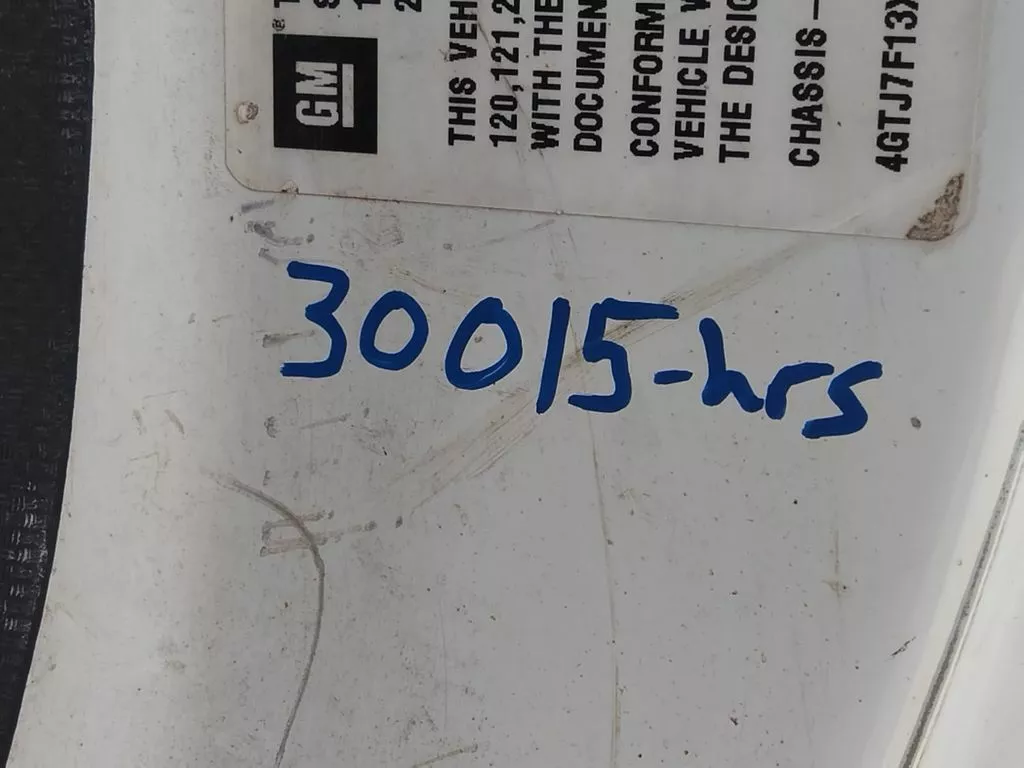 GM
THIS VEH
120,121,2
WITH THE
DOCUMEN
CONFORM
VEHICLE
THE DESIG
CHASSIS –
4GTJ7F13X
30015-hrs